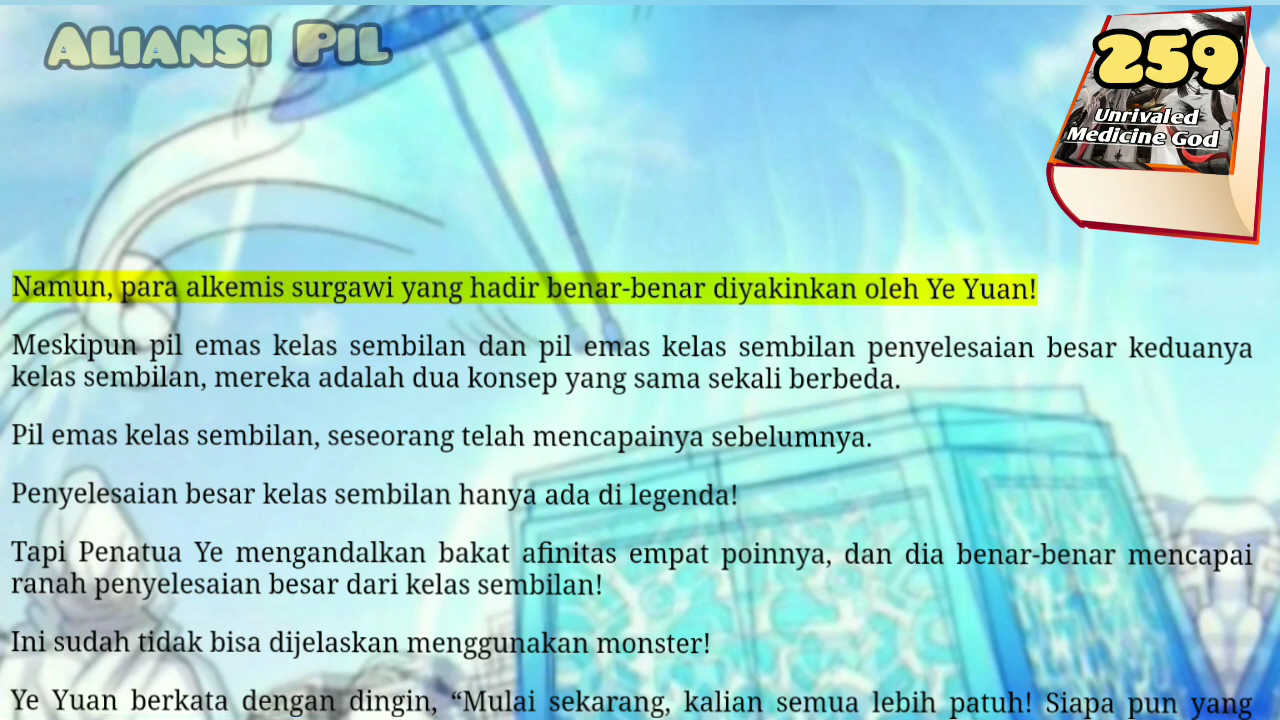 Aliansi Pil
259
Unrivaled
Medicine God
Namun, para alkemis surgawi yang hadir benar-benar diyakinkan oleh Ye Yuan!
Meskipun pil emas kelas sembilan dan pil emas kelas sembilan penyelesaian besar keduanya
kelas sembilan, mereka adalah dua konsep yang sama sekali berbeda.
Pil emas kelas sembilan, seseorang telah mencapainya sebelumnya.
Penyelesaian besar kelas sembilan hanya ada di legenda!
Tapi Penatua Ye mengandalkan bakat afinitas empat poinnya, dan dia benar-benar mencapai
ranah penyelesaian besar dari kelas sembilan!
Ini sudah tidak bisa dijelaskan menggunakan monster!
Ye Yuan berkata dengan dingin, “Mulai sekarang, kalian semua lebih patuh! Siapa pun yang